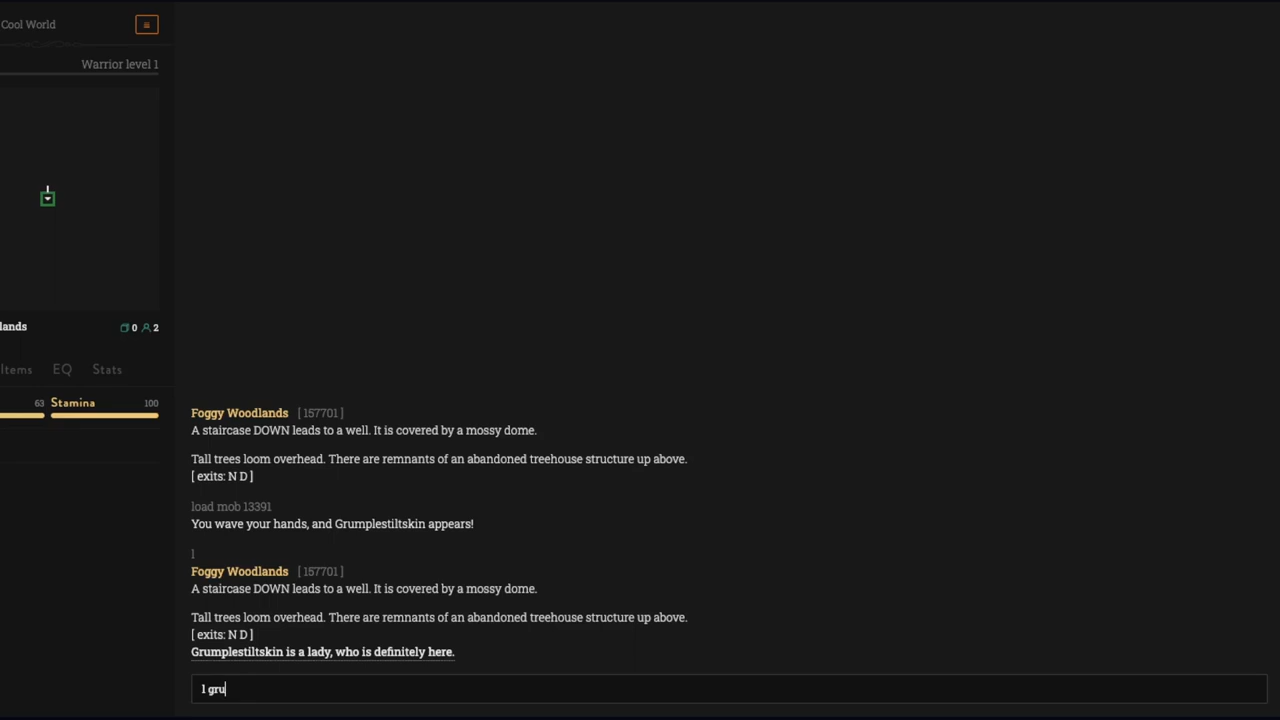 Cool World
Warrior level 1
lands
0 2
Items EQ Stats
63 Stamina 100
Foggy Woodlands [ 157701 ]
A staircase DOWN leads to a well. It is covered by a mossy dome.
Tall trees loom overhead. There are remnants of an abandoned treehouse structure up above.
[ exits: N D ]
load mob 13391
You wave your hands, and Grumplestiltskin appears!
l
Foggy Woodlands [ 157701 ]
A staircase DOWN leads to a well. It is covered by a mossy dome.
Tall trees loom overhead. There are remnants of an abandoned treehouse structure up above.
[ exits: N D ]
Grumplestiltskin is a lady, who is definitely here.
l gru